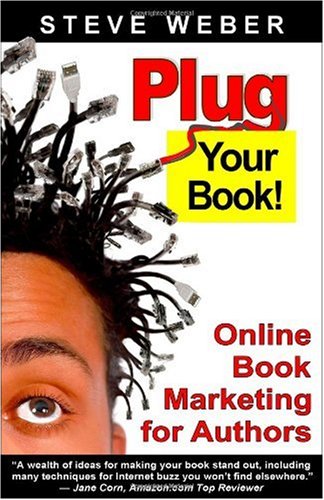 STEVE WEBER
Plug
Your
Book!
Online
Book
Marketing
for Authors
"A wealth of ideas for making your book stand out, including
many techniques for Internet buzz you won't find elsewhere."
— Jane Corn, Amazon.com Top Reviewer